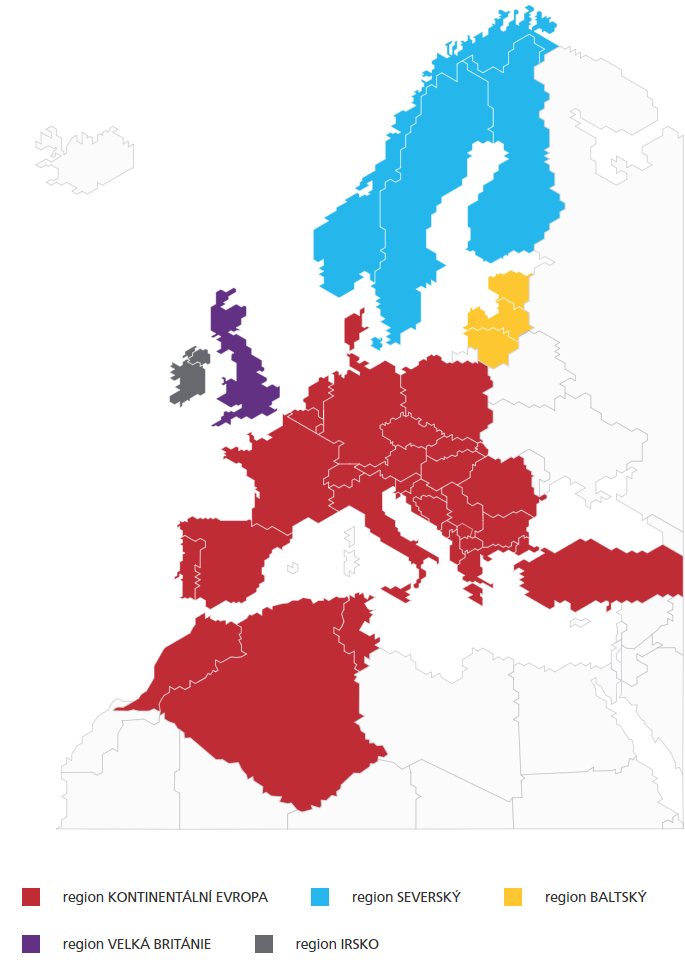 region KONTINENTÁLNÍ EVROPA region SEVERSKÝ region BALTSKÝ
region VELKÁ BRITÁNIE region IRSKO